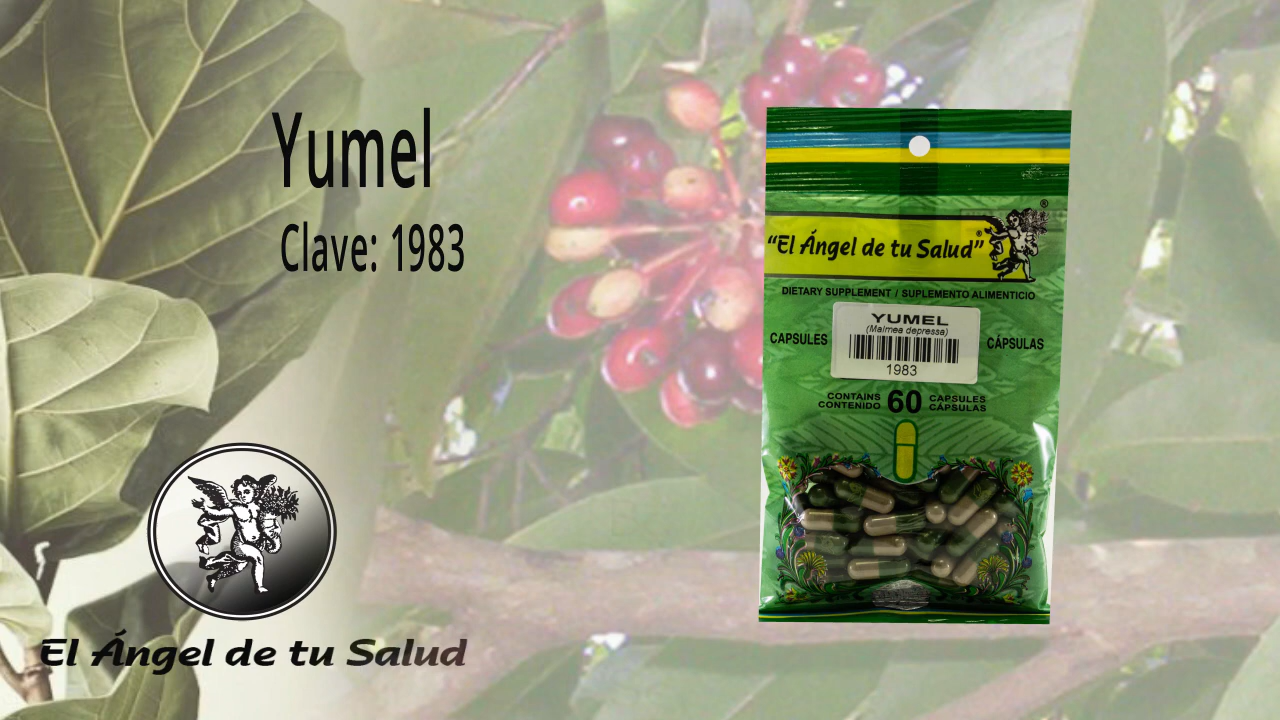 Yumel
Clave: 1983
El Ángel de tu Salud
®
"El Ángel de tu Salud"®
DIETARY SUPPLEMENT / SUPLEMENTO ALIMENTICIO
YUMEL
(Malmea depressa)
CAPSULES
CÁPSULAS
1983
CONTAINS
CONTENIDO
60
CAPSULES
CÁPSULAS